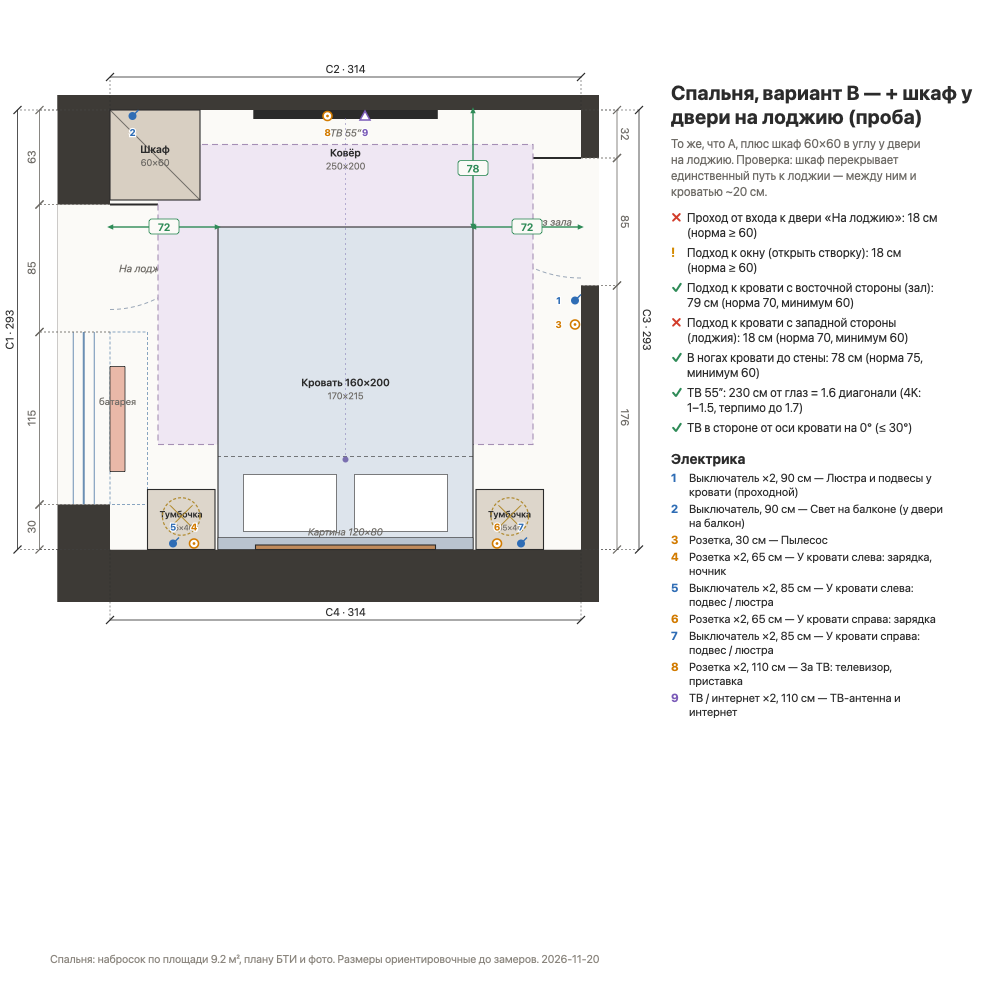 C2 · 314
Спальня, вариант B — + шкаф у
двери на лоджию (проба)
То же, что A, плюс шкаф 60×60 в углу у двери
на лоджию. Проверка: шкаф перекрывает
единственный путь к лоджии — между ним и
кроватью ~20 см.
Проход от входа к двери «На лоджию»: 18 см
(норма ≥ 60)
! Подход к окну (открыть створку): 18 см
(норма ≥ 60)
Подход к кровати с восточной стороны (зал):
79 см (норма 70, минимум 60)
Подход к кровати с западной стороны
(лоджия): 18 см (норма 70, минимум 60)
В ногах кровати до стены: 78 см (норма 75,
минимум 60)
ТВ 55″: 230 см от глаз = 1.6 диагонали (4K:
1–1.5, терпимо до 1.7)
ТВ в стороне от оси кровати на 0° (≤ 30°)
Электрика
1 Выключатель ×2, 90 см — Люстра и подвесы у
кровати (проходной)
2 Выключатель, 90 см — Свет на балконе (у двери
на балкон)
3 Розетка, 30 см — Пылесос
4 Розетка ×2, 65 см — У кровати слева: зарядка,
ночник
5 Выключатель ×2, 85 см — У кровати слева:
подвес / люстра
6 Розетка ×2, 65 см — У кровати справа: зарядка
7 Выключатель ×2, 85 см — У кровати справа:
подвес / люстра
8 Розетка ×2, 110 см — За ТВ: телевизор,
приставка
9 ТВ / интернет ×2, 110 см — ТВ-антенна и
интернет
2
8 ТВ 55″ 9
Шкаф
60×60
Ковёр
250×200
63
32
78
72
72
з зала
85
85
На лодж
1
3
C1 · 293
C3 · 293
Кровать 160×200
170×215
батарея
115
176
Тумбочка
5 4
Тумбочка
6 7
Картина 120×80
30
C4 · 314
Спальня: набросок по площади 9.2 м², плану БТИ и фото. Размеры ориентировочные до замеров. 2026-11-20